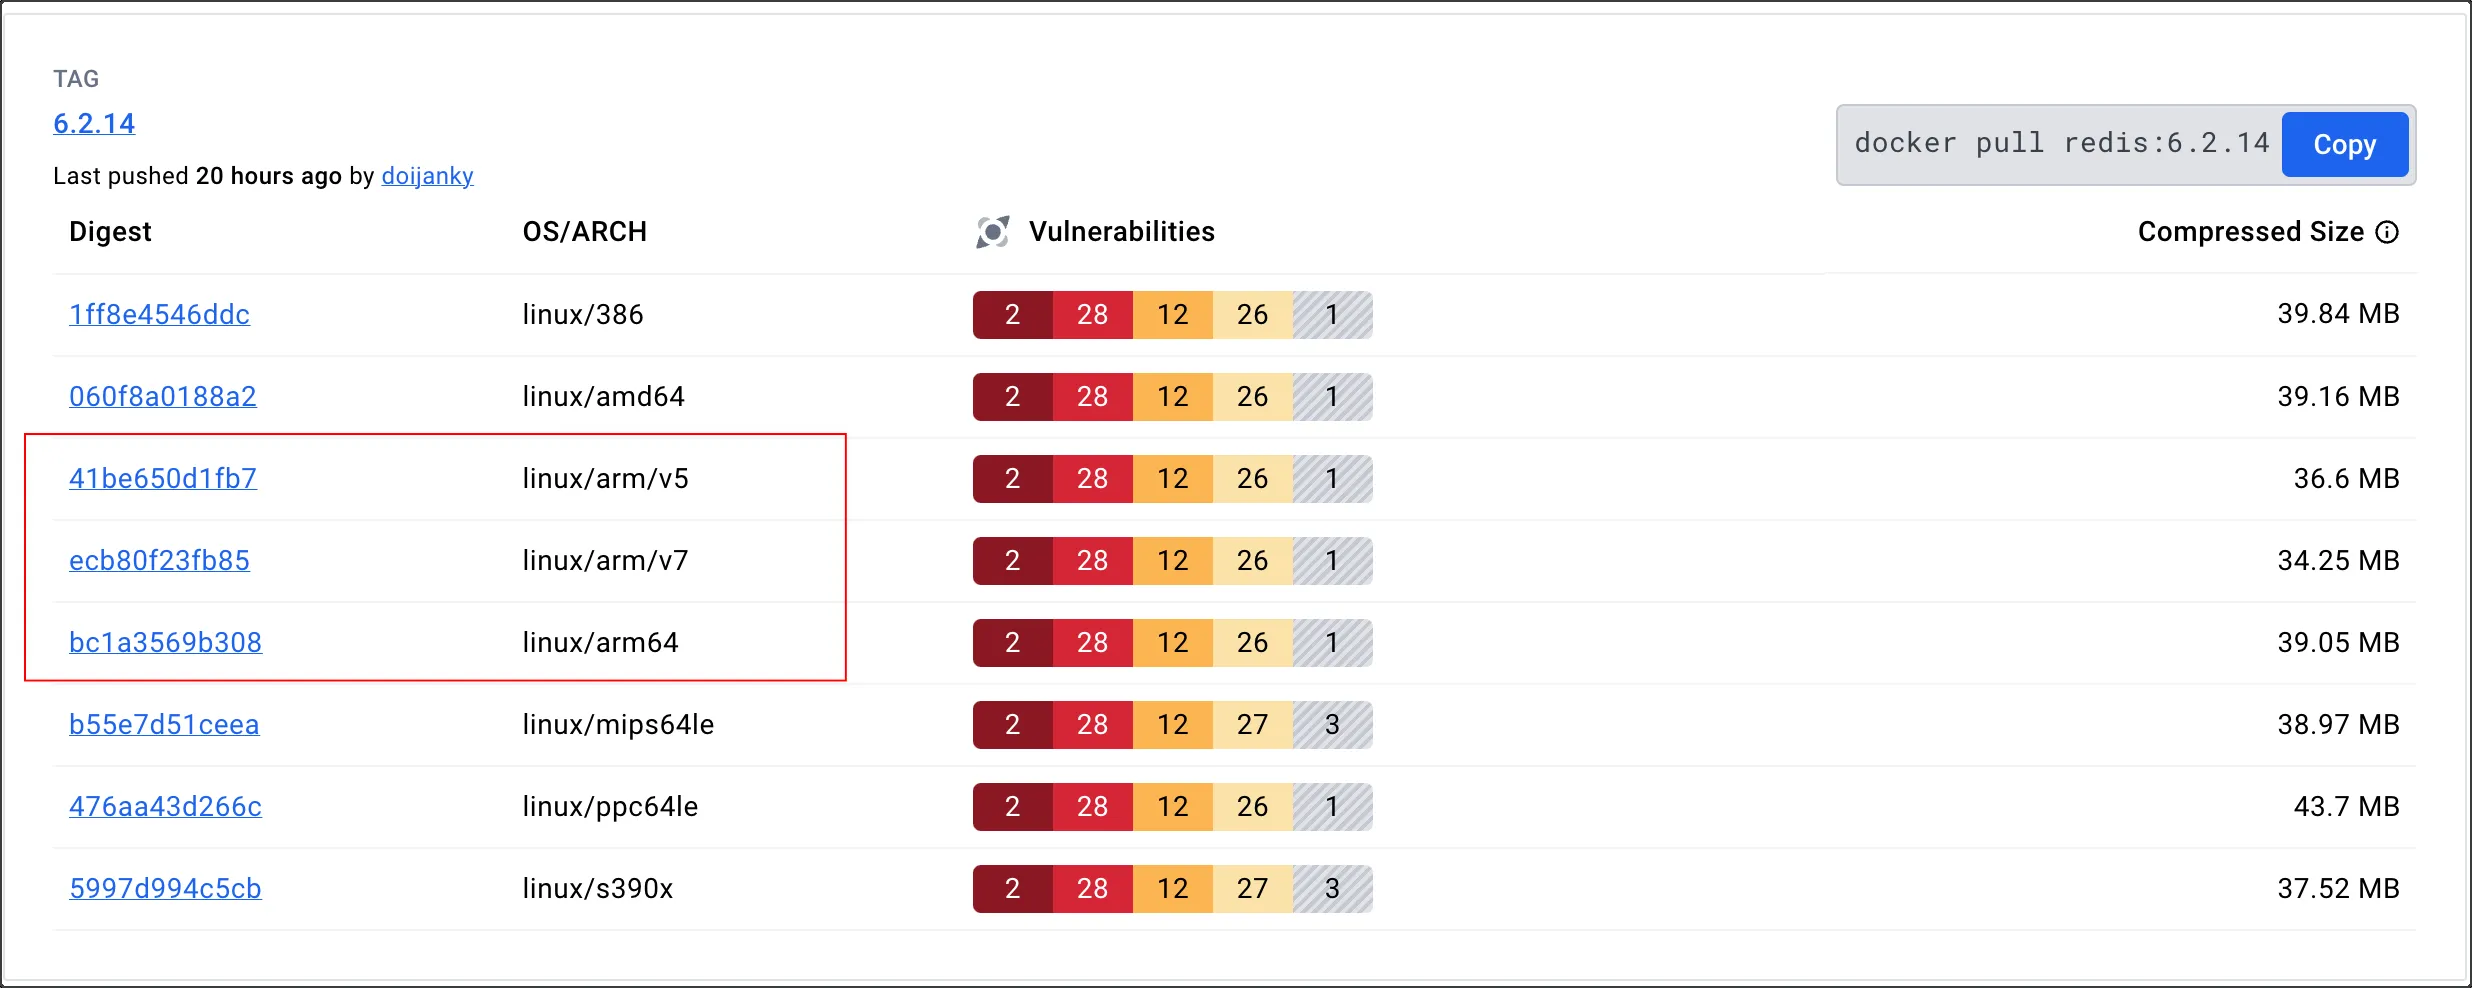 TAG
6.2.14
Last pushed 20 hours ago by doijanky
docker pull redis:6.2.14 Copy
Digest OS/ARCH Vulnerabilities Compressed Size
1ff8e4546ddc linux/386 2 28 12 26 1 39.84 MB
060f8a0188a2 linux/amd64 2 28 12 26 1 39.16 MB
41be650d1fb7 linux/arm/v5 2 28 12 26 1 36.6 MB
ecb80f23fb85 linux/arm/v7 2 28 12 26 1 34.25 MB
bc1a3569b308 linux/arm64 2 28 12 26 1 39.05 MB
b55e7d51ceea linux/mips64le 2 28 12 27 3 38.97 MB
476aa43d266c linux/ppc64le 2 28 12 26 1 43.7 MB
5997d994c5cb linux/s390x 2 28 12 27 3 37.52 MB